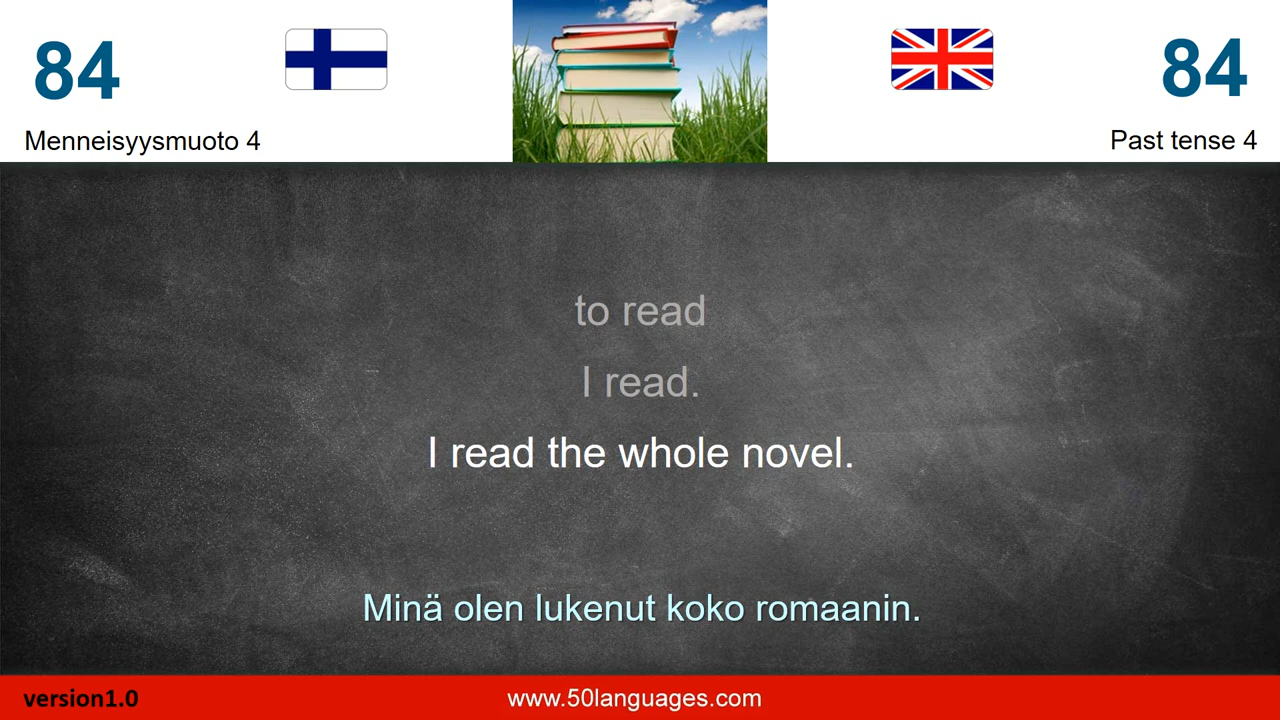 84
84
Menneisyysmuoto 4
Past tense 4
to read
I read.
I read the whole novel.
Minä olen lukenut koko romaanin.
version1.0
www.50languages.com